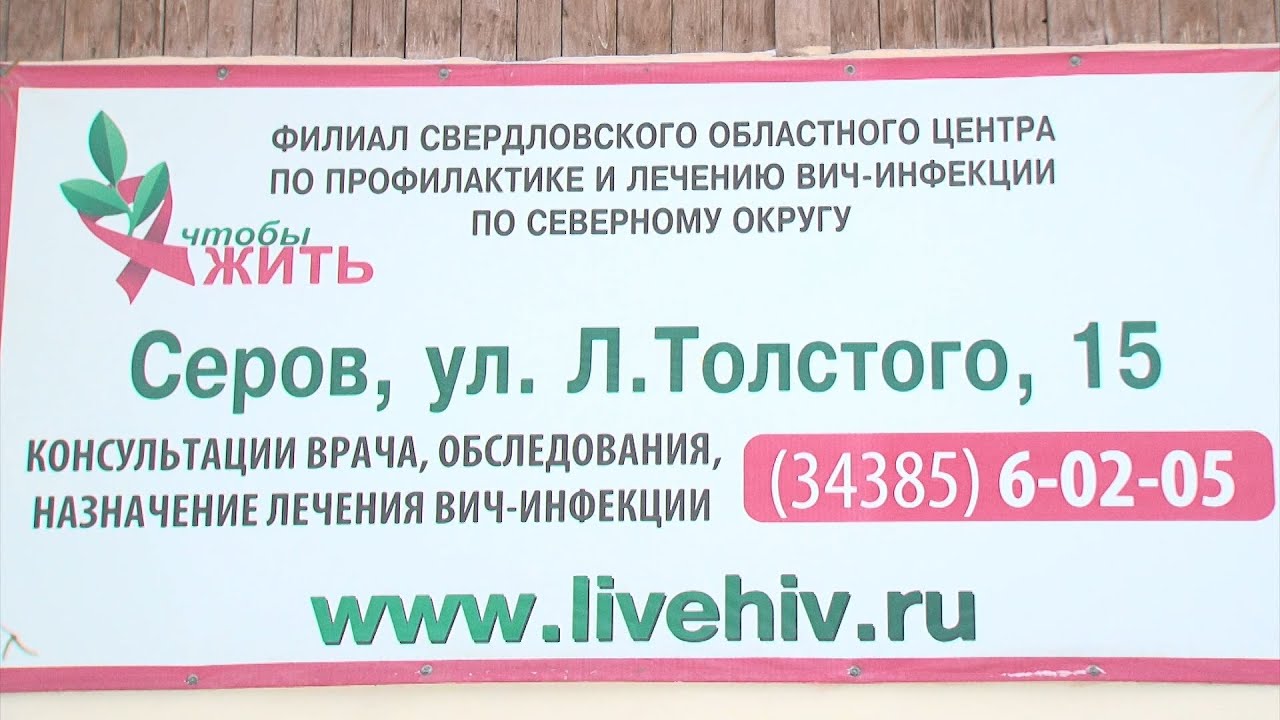 ФИЛИАЛ СВЕРДЛОВСКОГО ОБЛАСТНОГО ЦЕНТРА
ПО ПРОФИЛАКТИКЕ И ЛЕЧЕНИЮ ВИЧ-ИНФЕКЦИИ
ПО СЕВЕРНОМУ ОКРУГУ
чтобы
ЖИТЬ
Серов, ул. Л.Толстого, 15
КОНСУЛЬТАЦИИ ВРАЧА, ОБСЛЕДОВАНИЯ,
НАЗНАЧЕНИЕ ЛЕЧЕНИЯ ВИЧ-ИНФЕКЦИИ
(34385) 6-02-05
www.livehiv.ru